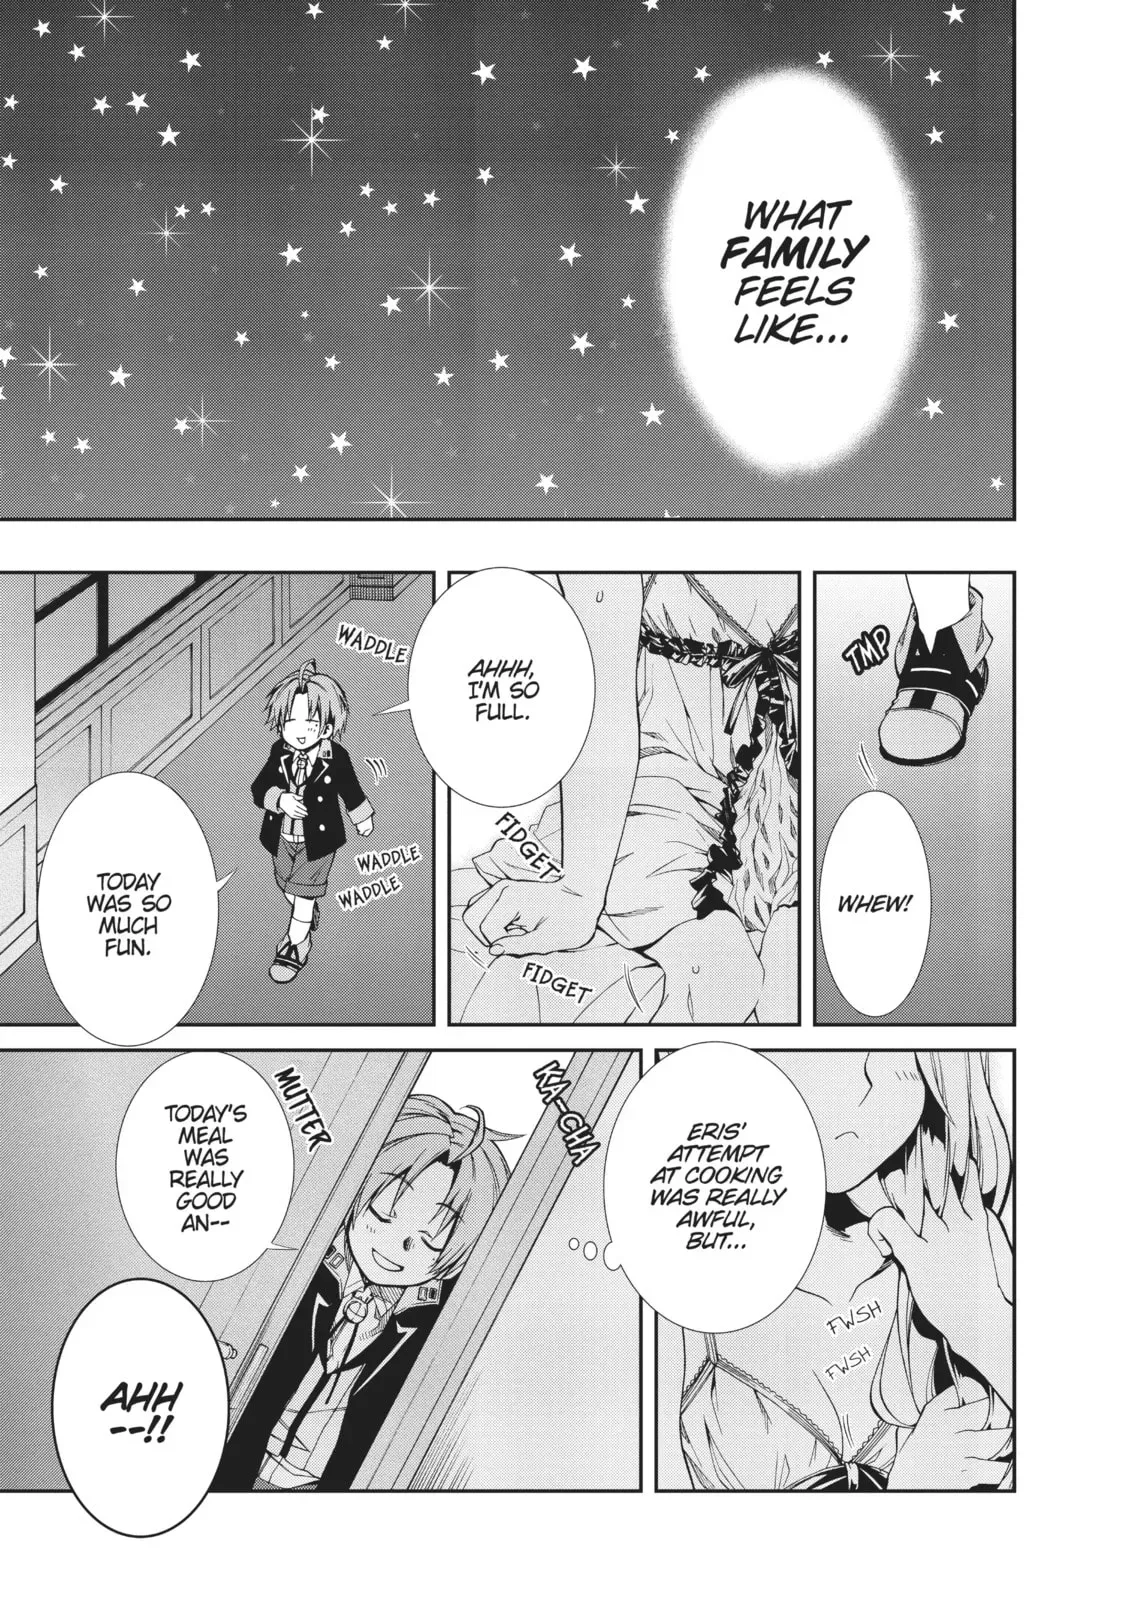 WHAT
FAMILY
FEELS
LIKE...
TMP
WHEW!
AHHH,
I'M SO
FULL.
FIDGET
FIDGET
WADDLE
WADDLE
WADDLE
TODAY
WAS SO
MUCH
FUN.
ERIS'
ATTEMPT
AT COOKING
WAS REALLY
AWFUL,
BUT...
FWSH
FWSH
KA-CHA
MUTTER
TODAY'S
MEAL
WAS
REALLY
GOOD
AN--
AHH
--!!